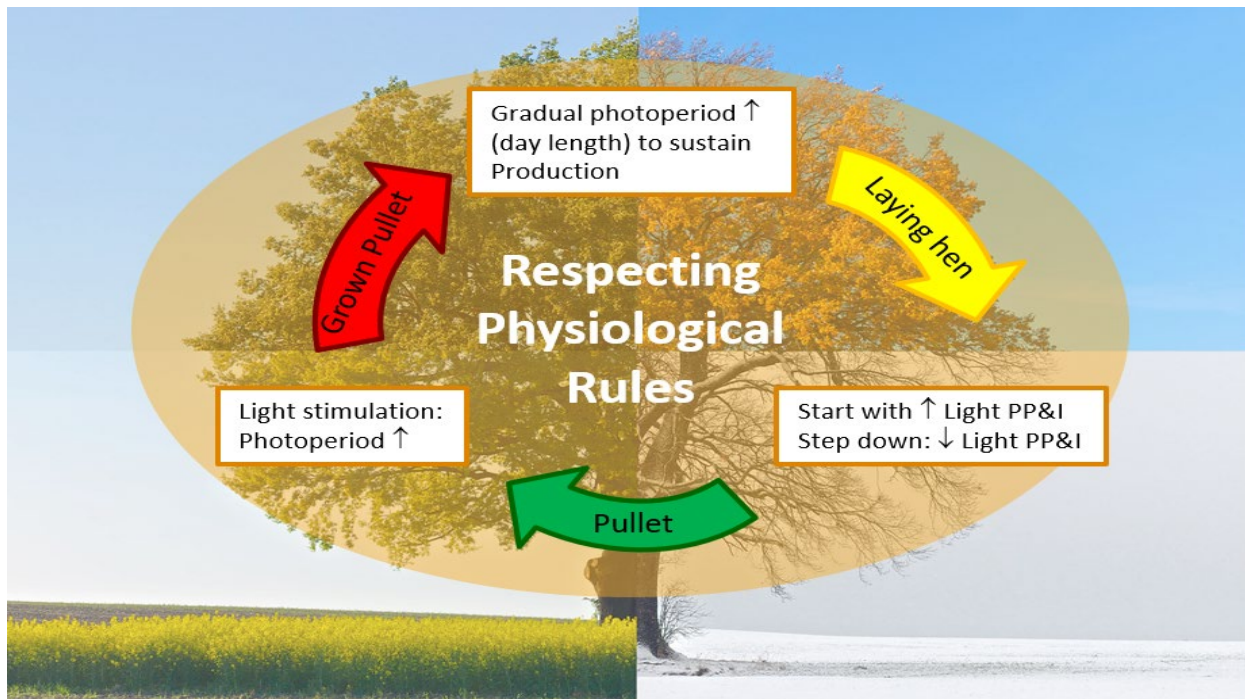 Gradual photoperiod ↑
(day length) to sustain
Production
Laying hen
Grown Pullet
Respecting
Physiological
Rules
Light stimulation:
Photoperiod ↑
Start with ↑ Light PP&I
Step down: ↓ Light PP&I
Pullet